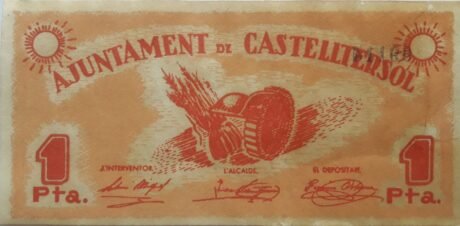 AJUNTAMENT DE CASTELLTERSOL
1 1
L'INTERVENTOR, L'ALCALDE, EL DEPOSITARI,
Pta. Pta.